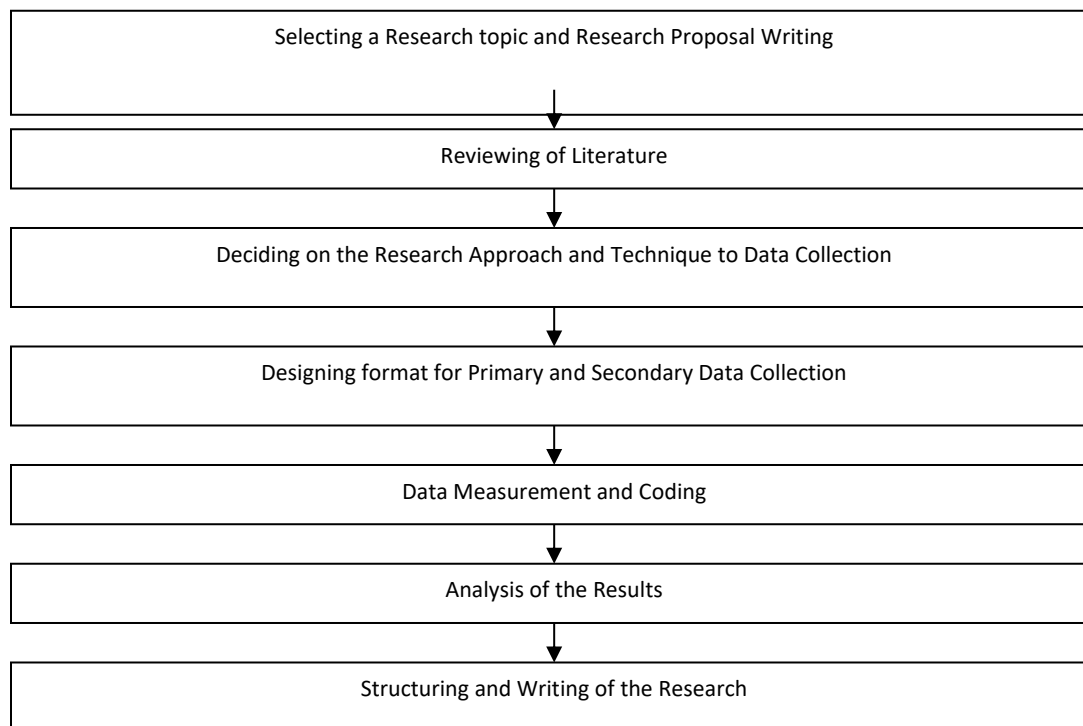 Selecting a Research topic and Research Proposal Writing
Reviewing of Literature
Deciding on the Research Approach and Technique to Data Collection
Designing format for Primary and Secondary Data Collection
Data Measurement and Coding
Analysis of the Results
Structuring and Writing of the Research